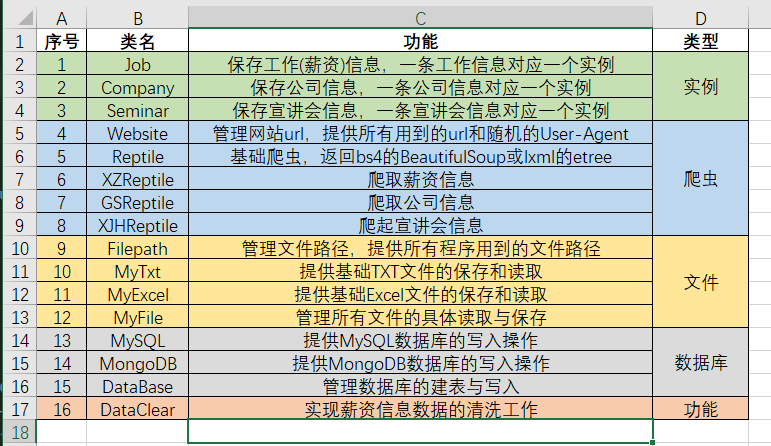 A B C D
1 序号 类名 功能 类型
2 1 Job 保存工作(薪资)信息，一条工作信息对应一个实例
3 2 Company 保存公司信息，一条公司信息对应一个实例 实例
4 3 Seminar 保存宣讲会信息，一条宣讲会信息对应一个实例
5 4 Website 管理网站url，提供所有用到的url和随机的User-Agent
6 5 Reptile 基础爬虫，返回bs4的BeautifulSoup或lxml的etree
7 6 XZReptile 爬取薪资信息 爬虫
8 7 GSReptile 爬取公司信息
9 8 XJHReptile 爬起宣讲会信息
10 9 Filepath 管理文件路径，提供所有程序用到的文件路径
11 10 MyTxt 提供基础TXT文件的保存和读取 文件
12 11 MyExcel 提供基础Excel文件的保存和读取
13 12 MyFile 管理所有文件的具体读取与保存
14 13 MySQL 提供MySQL数据库的写入操作
15 14 MongoDB 提供MongoDB数据库的写入操作 数据库
16 15 DataBase 管理数据库的建表与写入
17 16 DataClear 实现薪资信息数据的清洗工作 功能
18